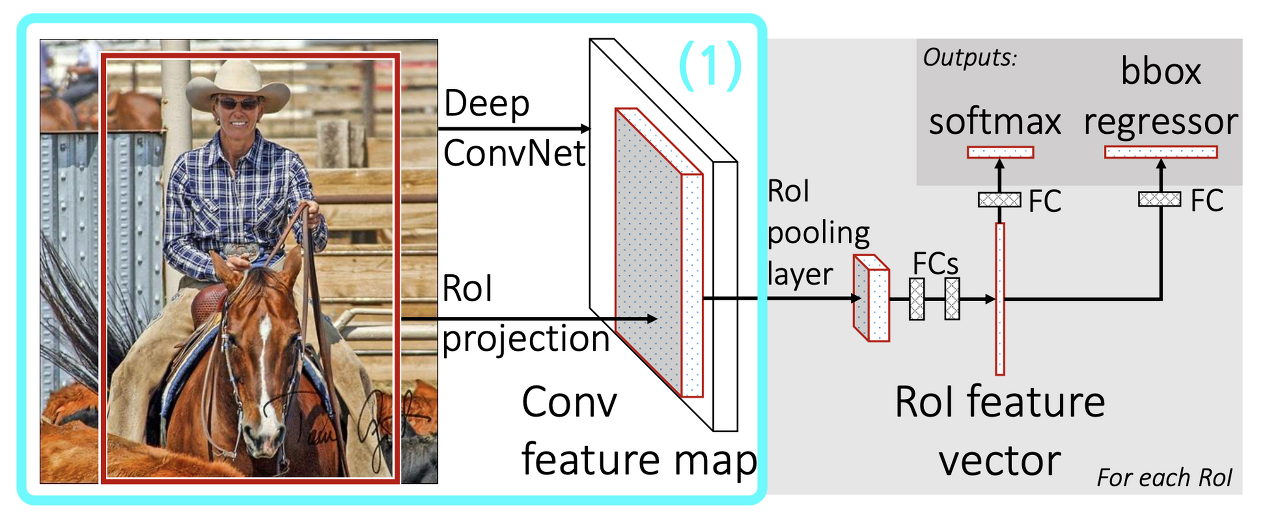 (1)
Deep
ConvNet
RoI
projection
Conv
feature map
RoI
pooling
layer
FCs
Outputs:
softmax
bbox
regressor
FC
FC
RoI feature
vector
For each RoI